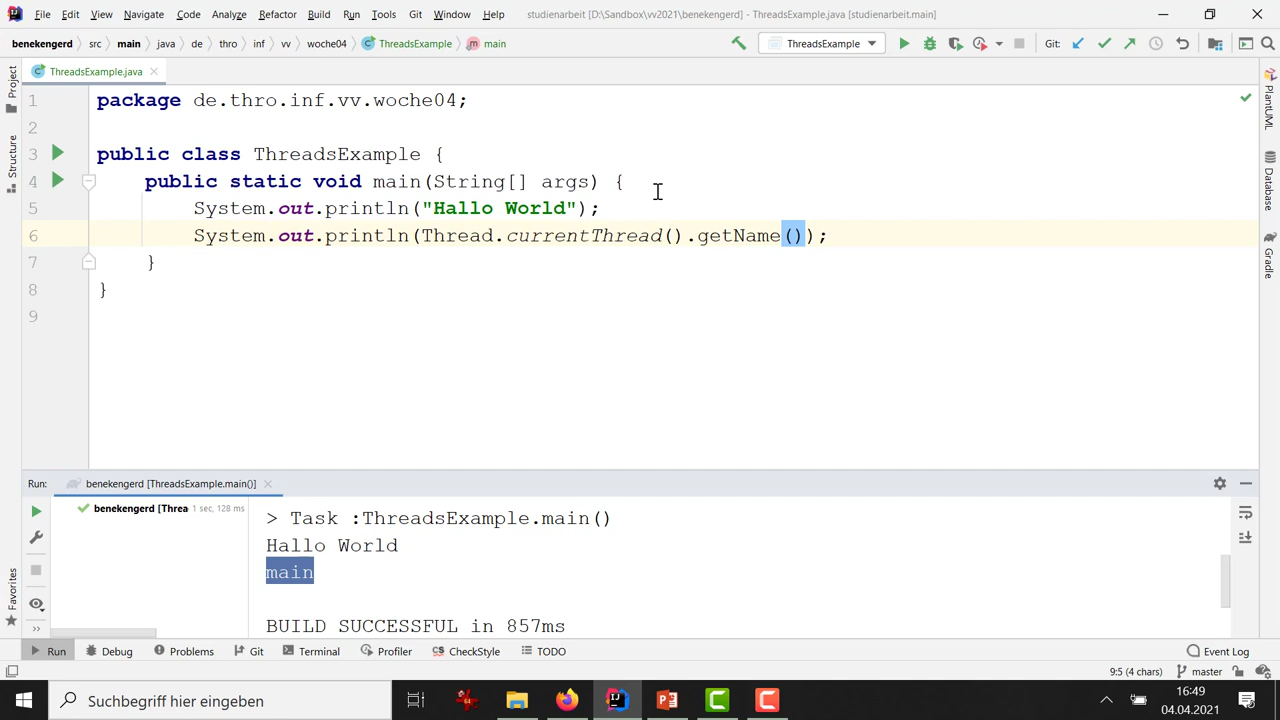 File Edit View Navigate Code Analyze Refactor Build Run Tools Git Window Help studienarbeit [D:\Sandbox\vv2021\benekengerd] - ThreadsExample.java [studienarbeit.main]
benekengerd src main java de thro inf vv woche04 ThreadsExample main ThreadsExample Git:
ThreadsExample.java
Project
Structure
Favorites
PlantUML
Database
Gradle
1 package de.thro.inf.vv.woche04;
2
3 public class ThreadsExample {
4 public static void main(String[] args) {
5 System.out.println("Hallo World");
6 System.out.println(Thread.currentThread().getName());
7 }
8 }
9
Run: benekengerd [ThreadsExample.main()]
benekengerd [Threa 1 sec, 128 ms
> Task :ThreadsExample.main()
Hallo World
main
BUILD SUCCESSFUL in 857ms
Run Debug Problems Git Terminal Profiler CheckStyle TODO Event Log
9:5 (4 chars) master
Suchbegriff hier eingeben
16:49
04.04.2021